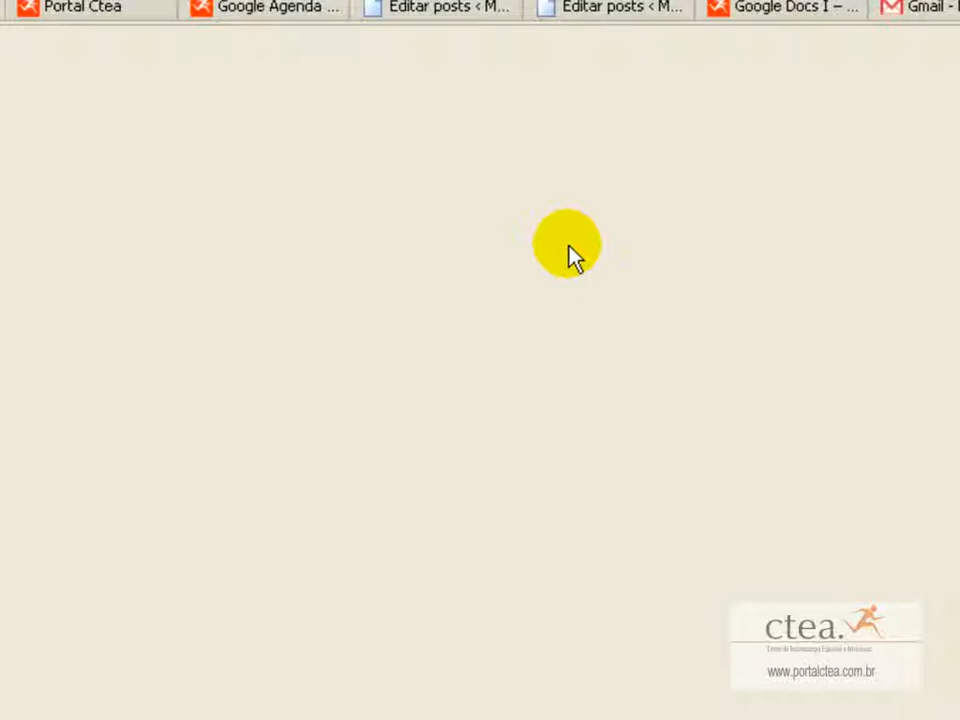 Portal Ctea
Google Agenda ...
Editar posts ‹ M...
Editar posts ‹ M...
Google Docs I – ...
Gmail -
ctea.
www.portalctea.com.br